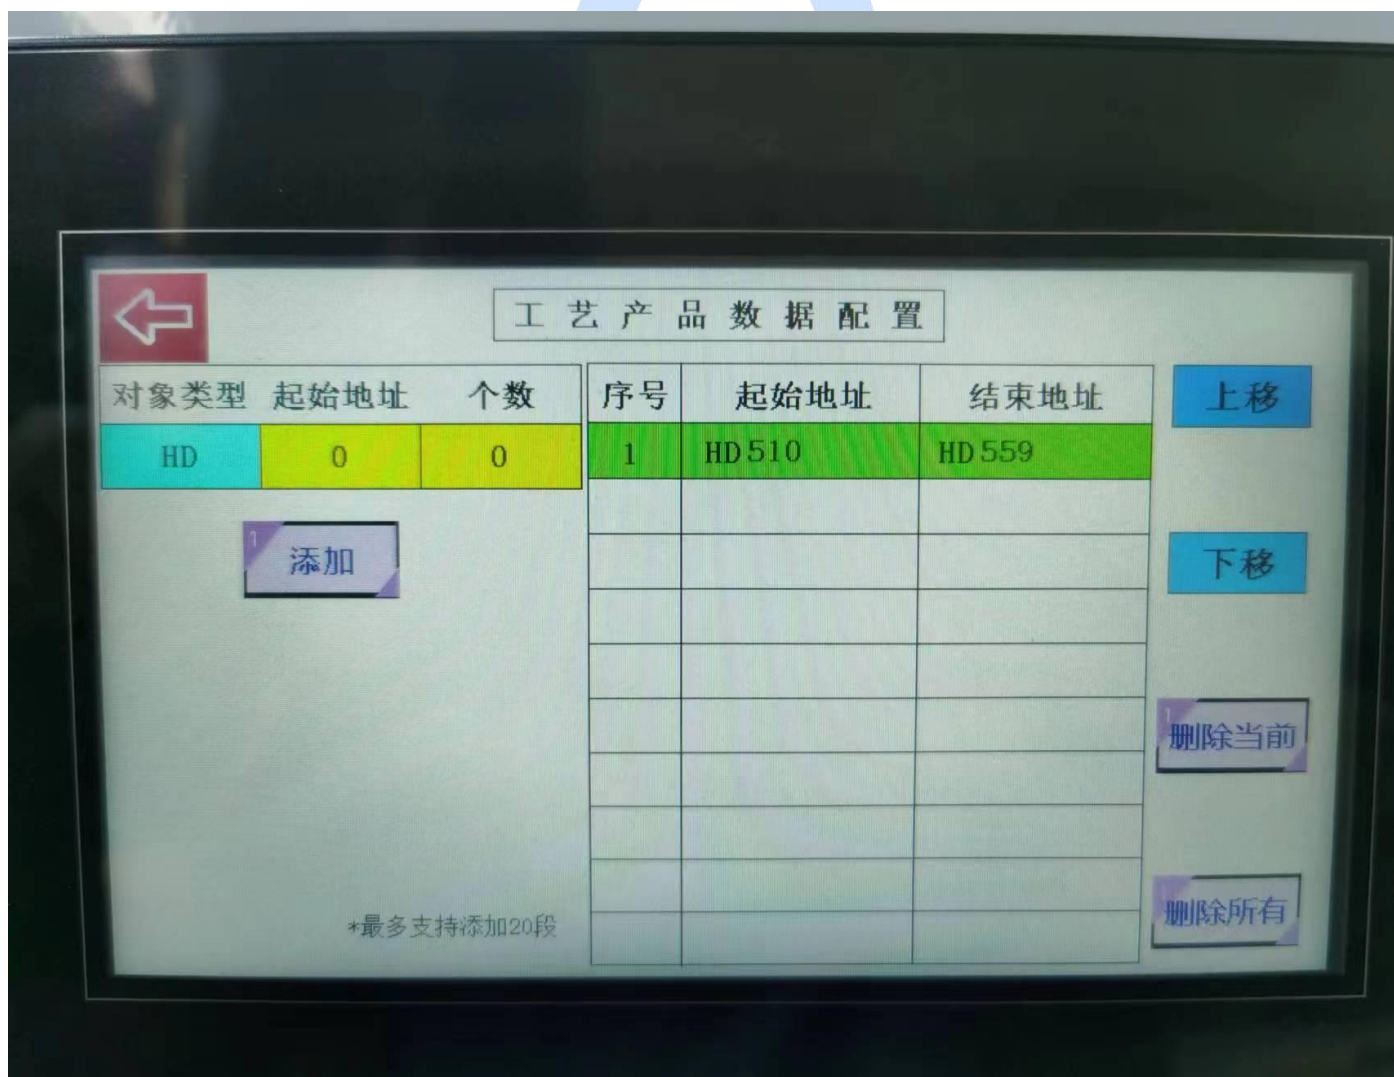 工艺产品数据配置
对象类型 起始地址 个数 序号 起始地址 结束地址 上移
HD 0 0 1 HD510 HD559
1 添加 下移
1 删除当前
*最多支持添加20段 删除所有